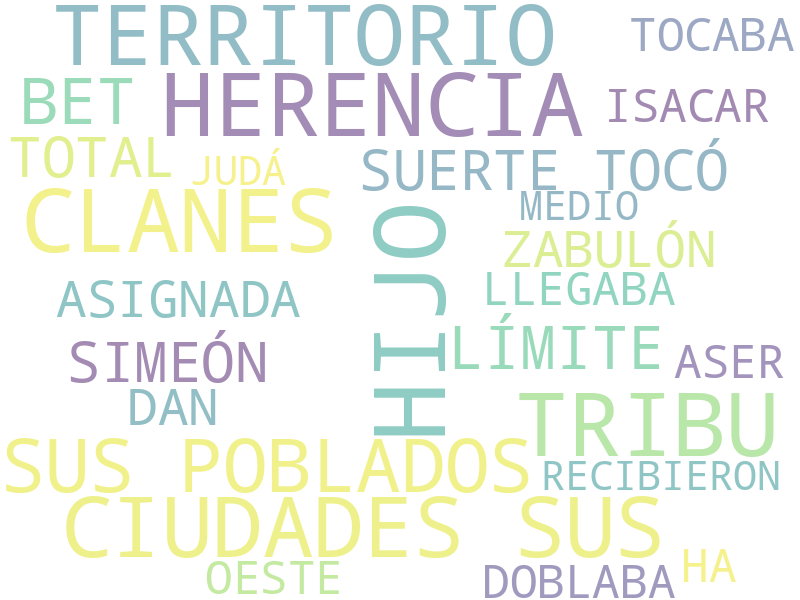 TERRITORIO
TOCABA
BET
HERENCIA
ISACAR
TOTAL
JUDÁ
SUERTE TOCÓ
CLANES
MEDIO
HIJO
ZABULÓN
ASIGNADA
LLEGABA
SIMEÓN
LÍMITE
ASER
DAN
TRIBU
SUS POBLADOS
RECIBIERON
CIUDADES SUS
OESTE
DOBLABA
HA